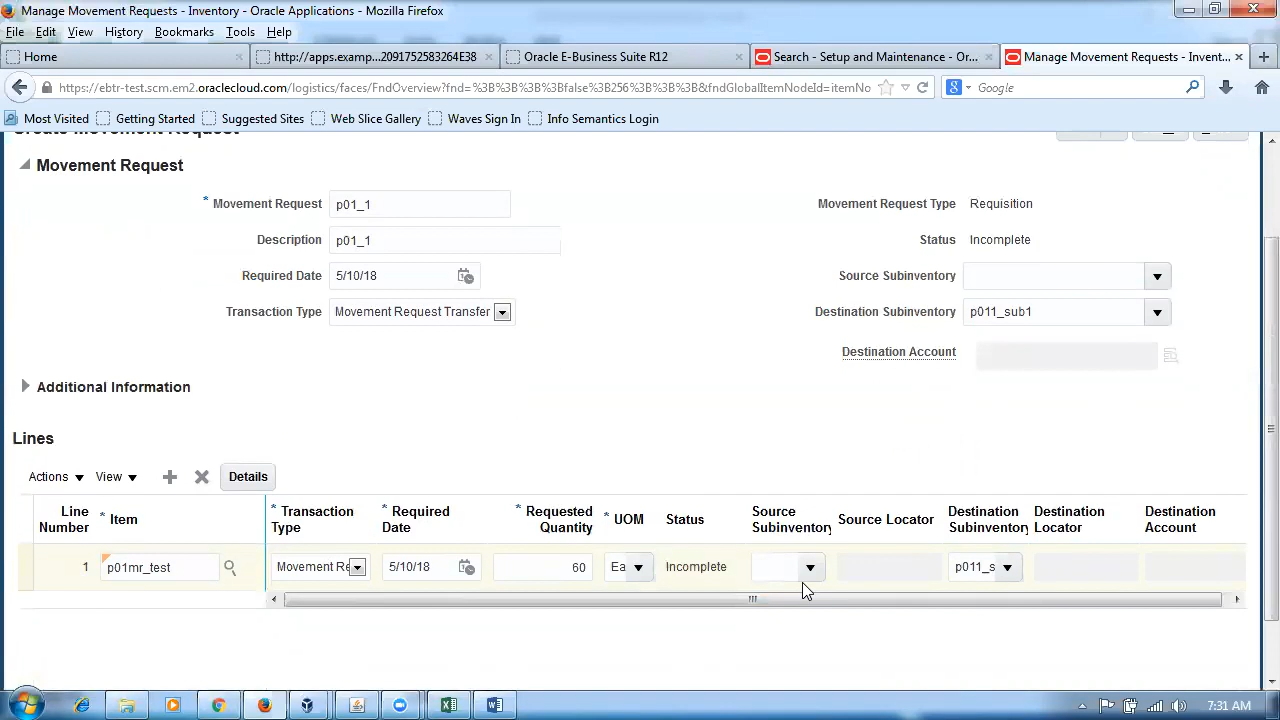 Manage Movement Requests - Inventory - Oracle Applications - Mozilla Firefox
File Edit View History Bookmarks Tools Help
Home http://apps.examp...2091752583264E38 Oracle E-Business Suite R12 Search - Setup and Maintenance - Or... Manage Movement Requests - Invent...
https://ebtr-test.scm.em2.oraclecloud.com/logistics/faces/FndOverview?fnd=%3B%3B%3Bfalse%3B256%3B%3B%3B&fndGlobalItemNodeId=itemNo Google
Most Visited Getting Started Suggested Sites Web Slice Gallery Waves Sign In Info Semantics Login
Create Movement Request
Movement Request
* Movement Request p01_1 Movement Request Type Requisition
Description p01_1 Status Incomplete
Required Date 5/10/18 Source Subinventory
Transaction Type Movement Request Transfer Destination Subinventory p011_sub1
Destination Account
Additional Information
Lines
Actions View Details
Line Number * Item * Transaction Type * Required Date * Requested Quantity * UOM Status Source Subinventory Source Locator Destination Subinventory Destination Locator Destination Account
1 p01mr_test Movement Re 5/10/18 60 Ea Incomplete p011_s
7:31 AM